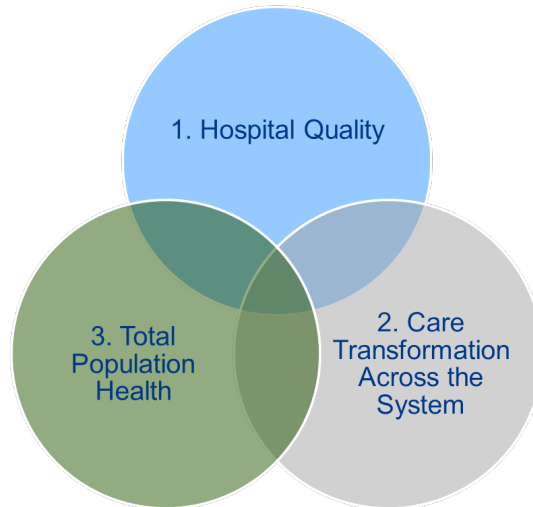 1. Hospital Quality
2. Care
Transformation
Across the
System
3. Total
Population
Health